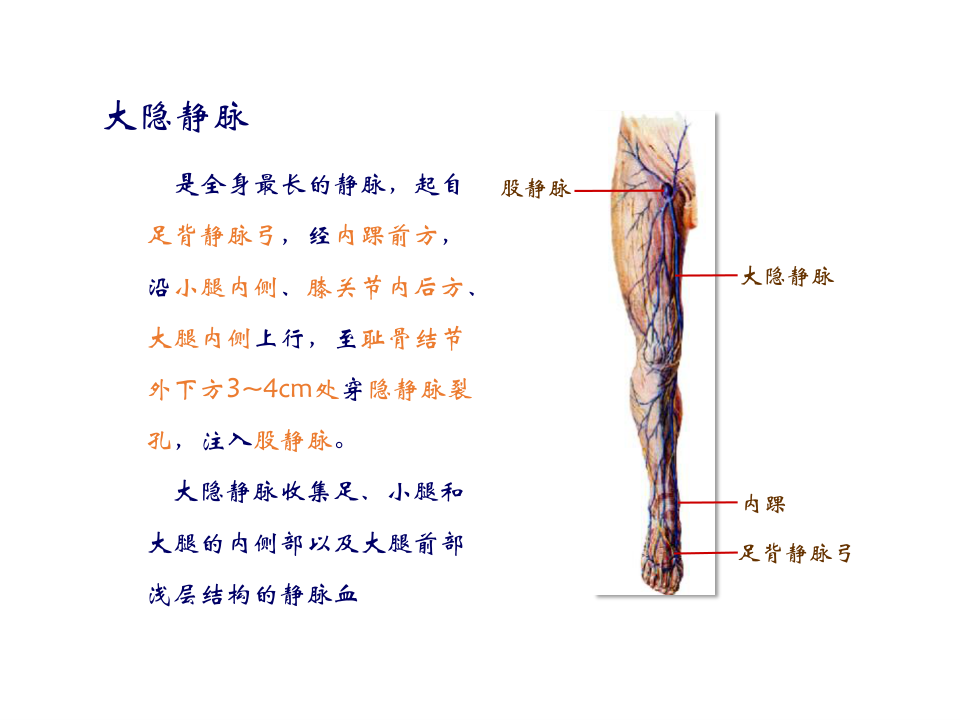 大隐静脉
是全身最长的静脉，起自
足背静脉弓，经内踝前方，
沿小腿内侧、膝关节内后方、
大腿内侧上行，至耻骨结节
外下方3~4cm处穿隐静脉裂
孔，注入股静脉。
大隐静脉收集足、小腿和
大腿的内侧部以及大腿前部
浅层结构的静脉血
股静脉
大隐静脉
内踝
足背静脉弓